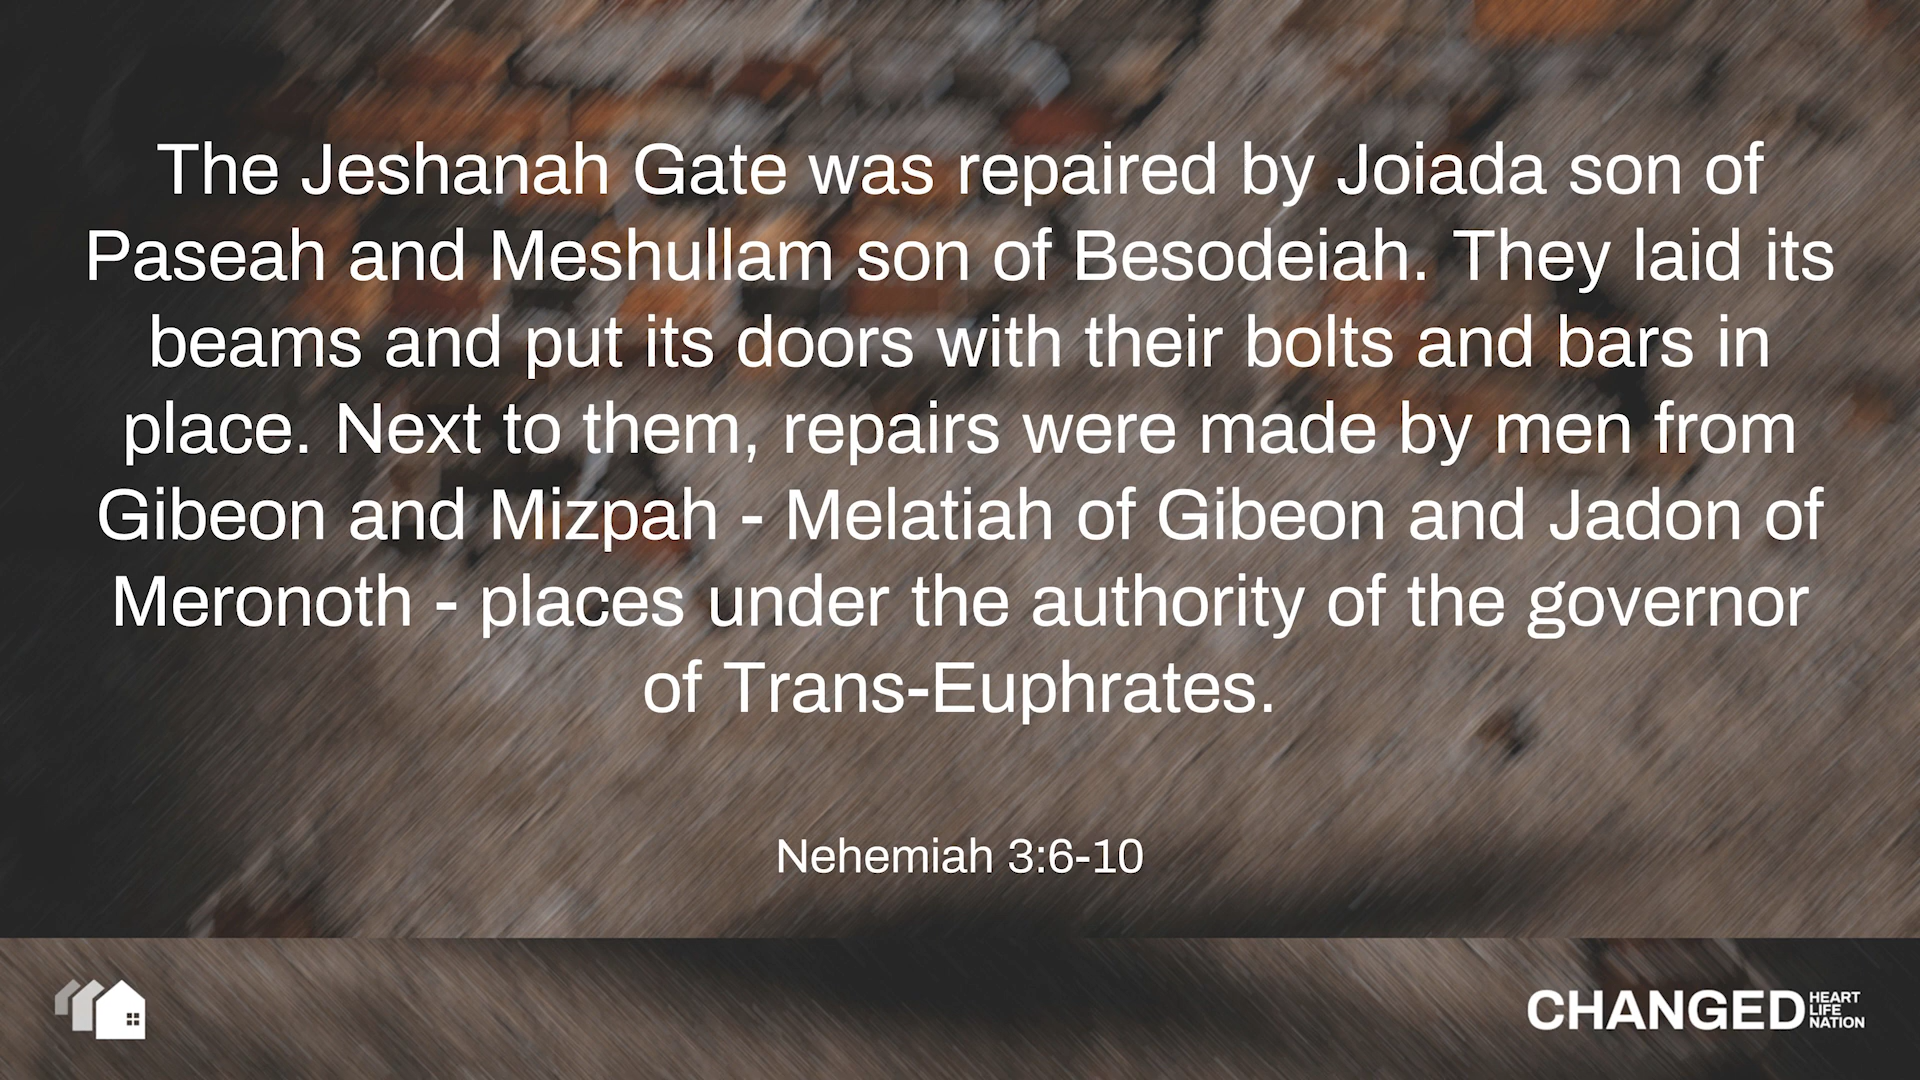 The Jeshanah Gate was repaired by Joiada son of
Paseah and Meshullam son of Besodeiah. They laid its
beams and put its doors with their bolts and bars in
place. Next to them, repairs were made by men from
Gibeon and Mizpah - Melatiah of Gibeon and Jadon of
Meronoth - places under the authority of the governor
of Trans-Euphrates.
Nehemiah 3:6-10
CHANGED
HEART
LIFE
NATION